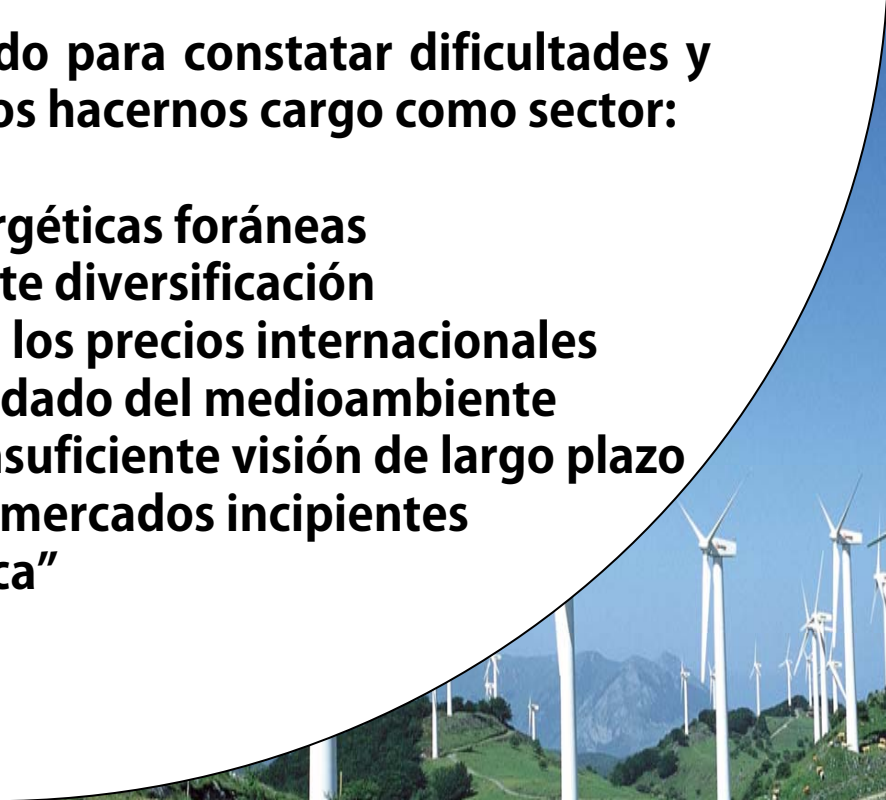 do para constatar dificultades y
os hacernos cargo como sector:
rgéticas foráneas
te diversificación
los precios internacionales
dado del medioambiente
suficiente visión de largo plazo
mercados incipientes
ca”